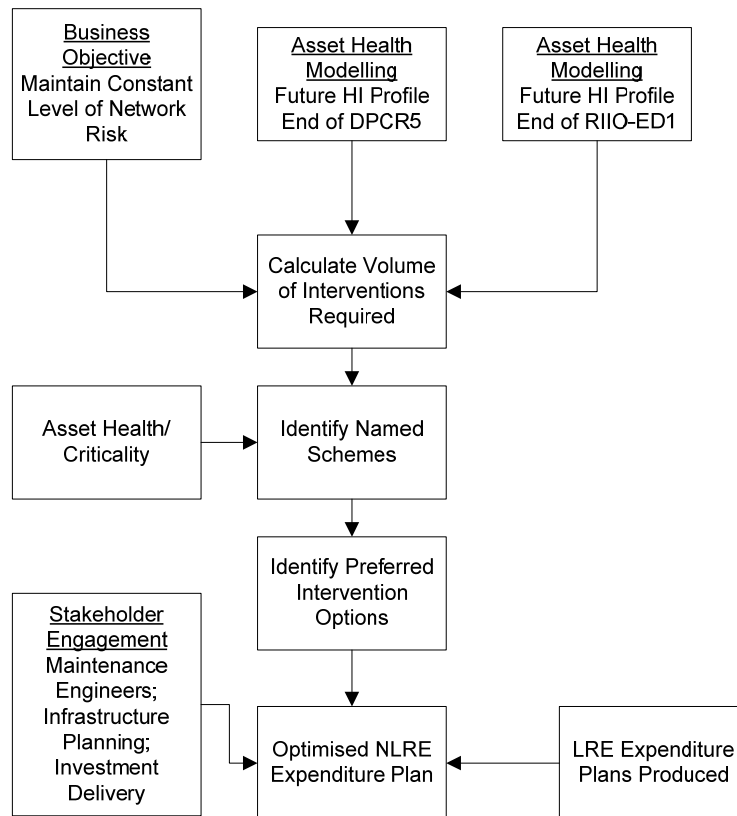 Business
Objective
Maintain Constant
Level of Network
Risk
Asset Health
Modelling
Future HI Profile
End of DPCR5
Asset Health
Modelling
Future HI Profile
End of RIIO-ED1
Calculate Volume
of Interventions
Required
Asset Health/
Criticality
Identify Named
Schemes
Identify Preferred
Intervention
Options
Stakeholder
Engagement
Maintenance
Engineers;
Infrastructure
Planning;
Investment
Delivery
Optimised NLRE
Expenditure Plan
LRE Expenditure
Plans Produced